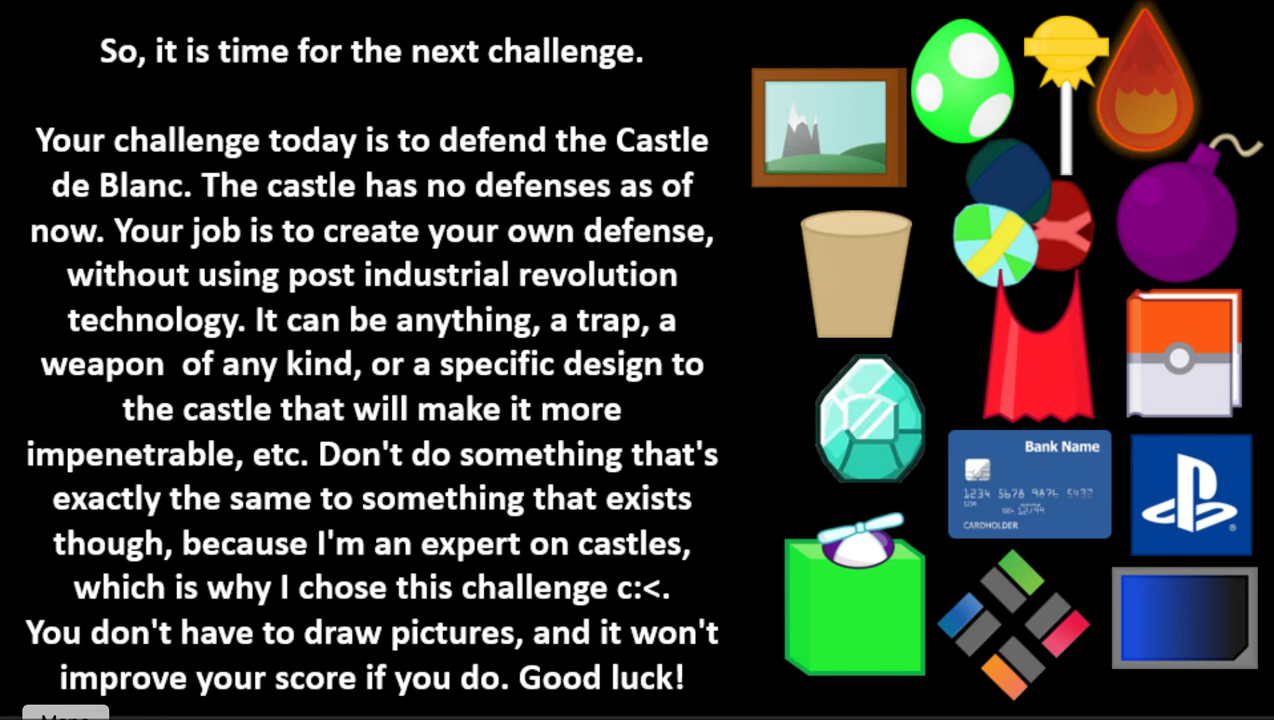 So, it is time for the next challenge.
Your challenge today is to defend the Castle
de Blanc. The castle has no defenses as of
now. Your job is to create your own defense,
without using post industrial revolution
technology. It can be anything, a trap, a
weapon of any kind, or a specific design to
the castle that will make it more
impenetrable, etc. Don't do something that's
exactly the same to something that exists
though, because I'm an expert on castles,
which is why I chose this challenge c:<.
You don't have to draw pictures, and it won't
improve your score if you do. Good luck!
Bank Name
1234 5678 9876 5432
1234
12/99
CARDHOLDER